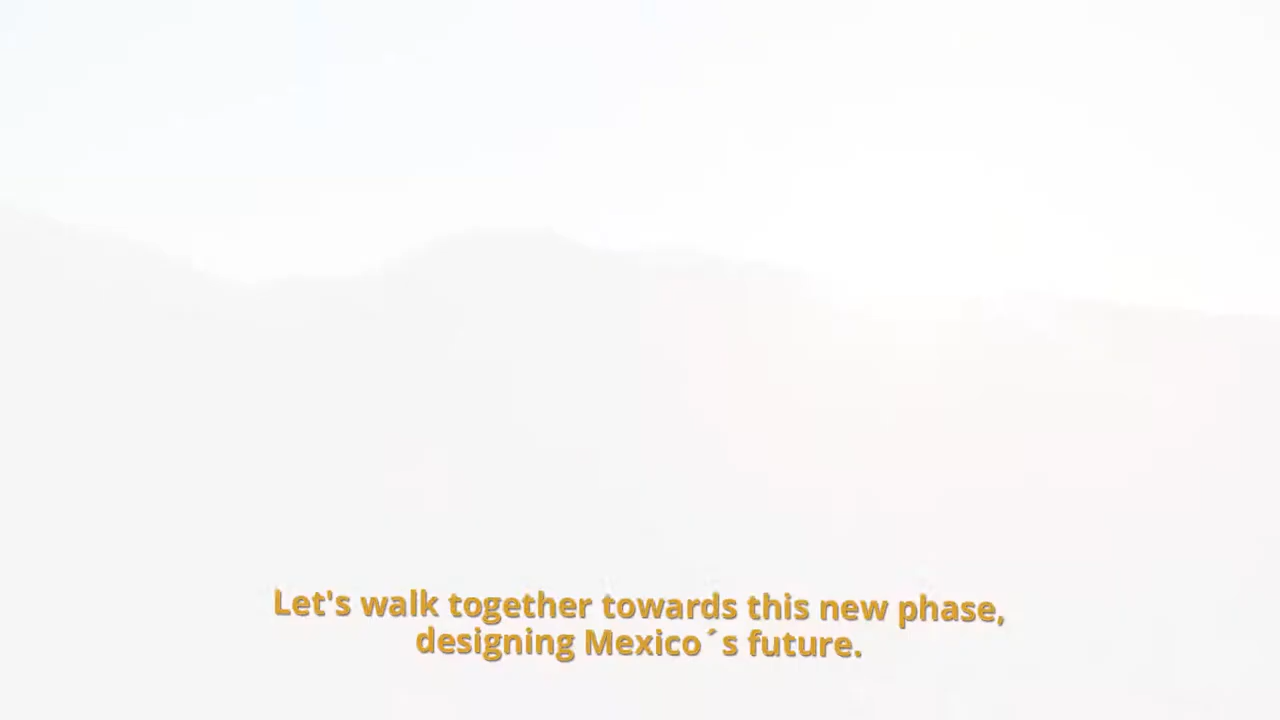 Let's walk together towards this new phase,
designing Mexico´s future.